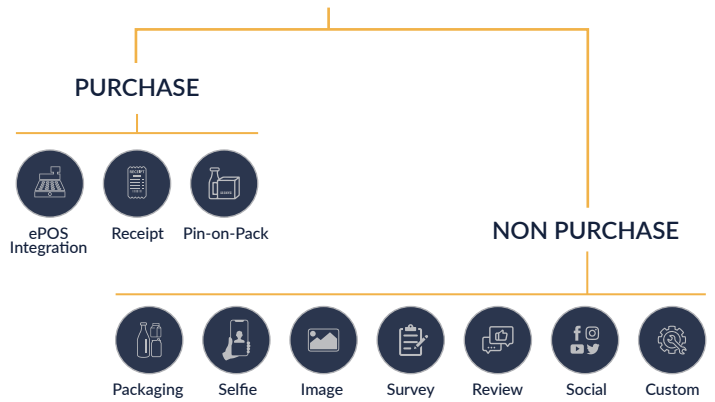 PURCHASE
ePOS
Integration
Receipt
Pin-on-Pack
NON PURCHASE
Packaging
Selfie
Image
Survey
Review
Social
Custom